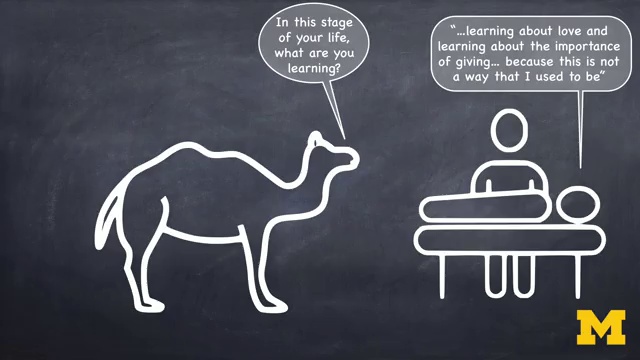 In this stage
of your life,
what are you
learning?
“...learning about love and
learning about the importance
of giving... because this is not
a way that I used to be”
M